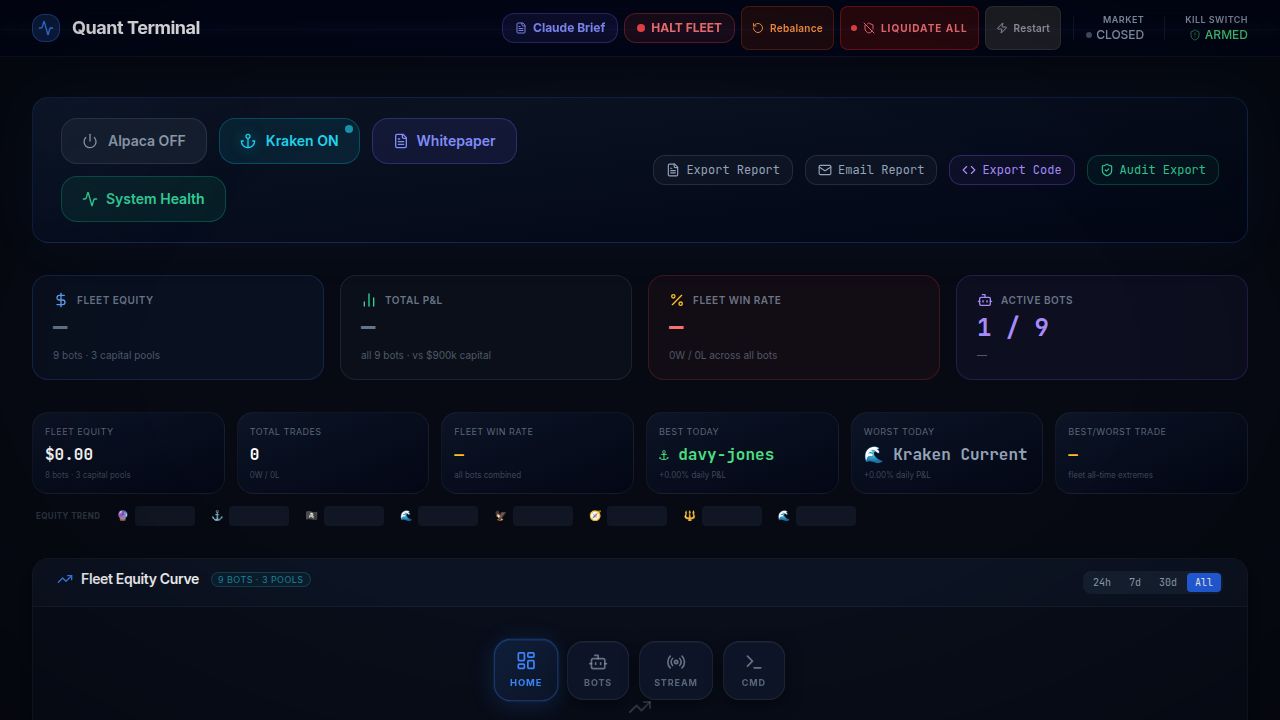 Quant Terminal
Claude Brief
HALT FLEET
Rebalance
LIQUIDATE ALL
Restart
MARKET
CLOSED
KILL SWITCH
ARMED
Alpaca OFF
Kraken ON
Whitepaper
System Health
Export Report
Email Report
Export Code
Audit Export
FLEET EQUITY
—
9 bots · 3 capital pools
TOTAL P&L
—
all 9 bots · vs $900k capital
FLEET WIN RATE
—
0W / 0L across all bots
ACTIVE BOTS
1 / 9
—
FLEET EQUITY
$0.00
8 bots · 3 capital pools
TOTAL TRADES
0
0W / 0L
FLEET WIN RATE
—
all bots combined
BEST TODAY
⚓ davy-jones
+0.00% daily P&L
WORST TODAY
🌊 Kraken Current
+0.00% daily P&L
BEST/WORST TRADE
—
fleet all-time extremes
EQUITY TREND
Fleet Equity Curve
9 BOTS · 3 POOLS
24h 7d 30d All
HOME
BOTS
STREAM
CMD